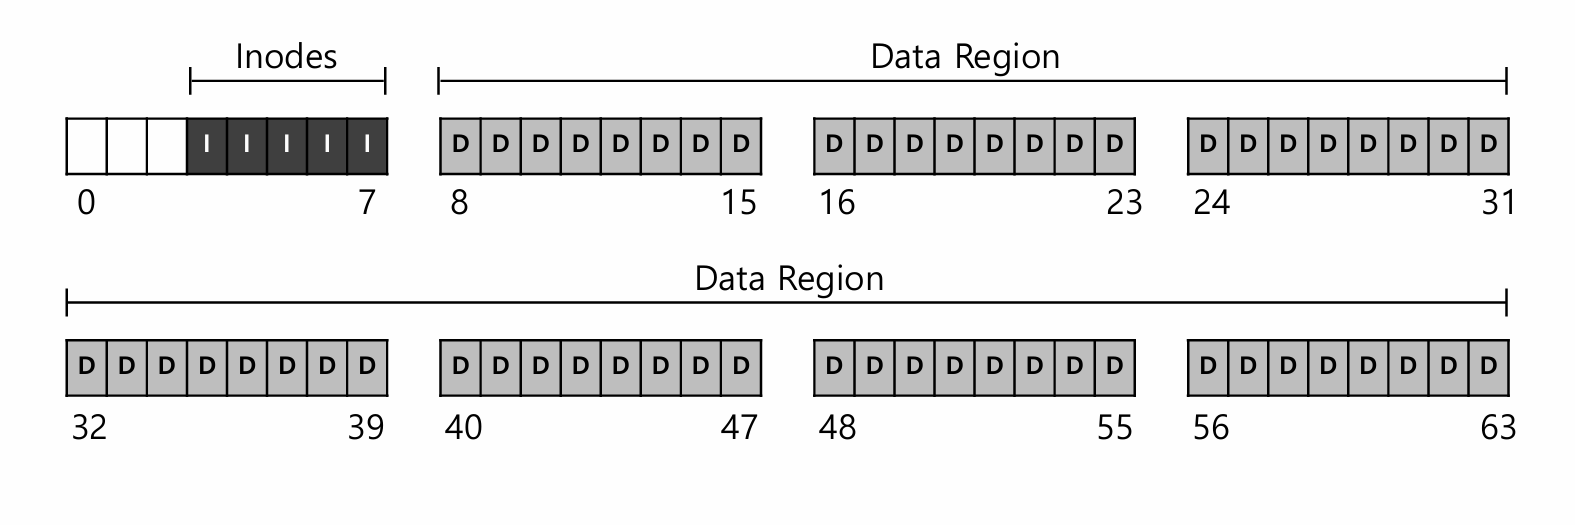 Inodes Data Region
I I I I I D D D D D D D D D D D D D D D D D D D D D D D D
0 7 8 15 16 23 24 31
Data Region
D D D D D D D D D D D D D D D D D D D D D D D D D D D D D D D D
32 39 40 47 48 55 56 63